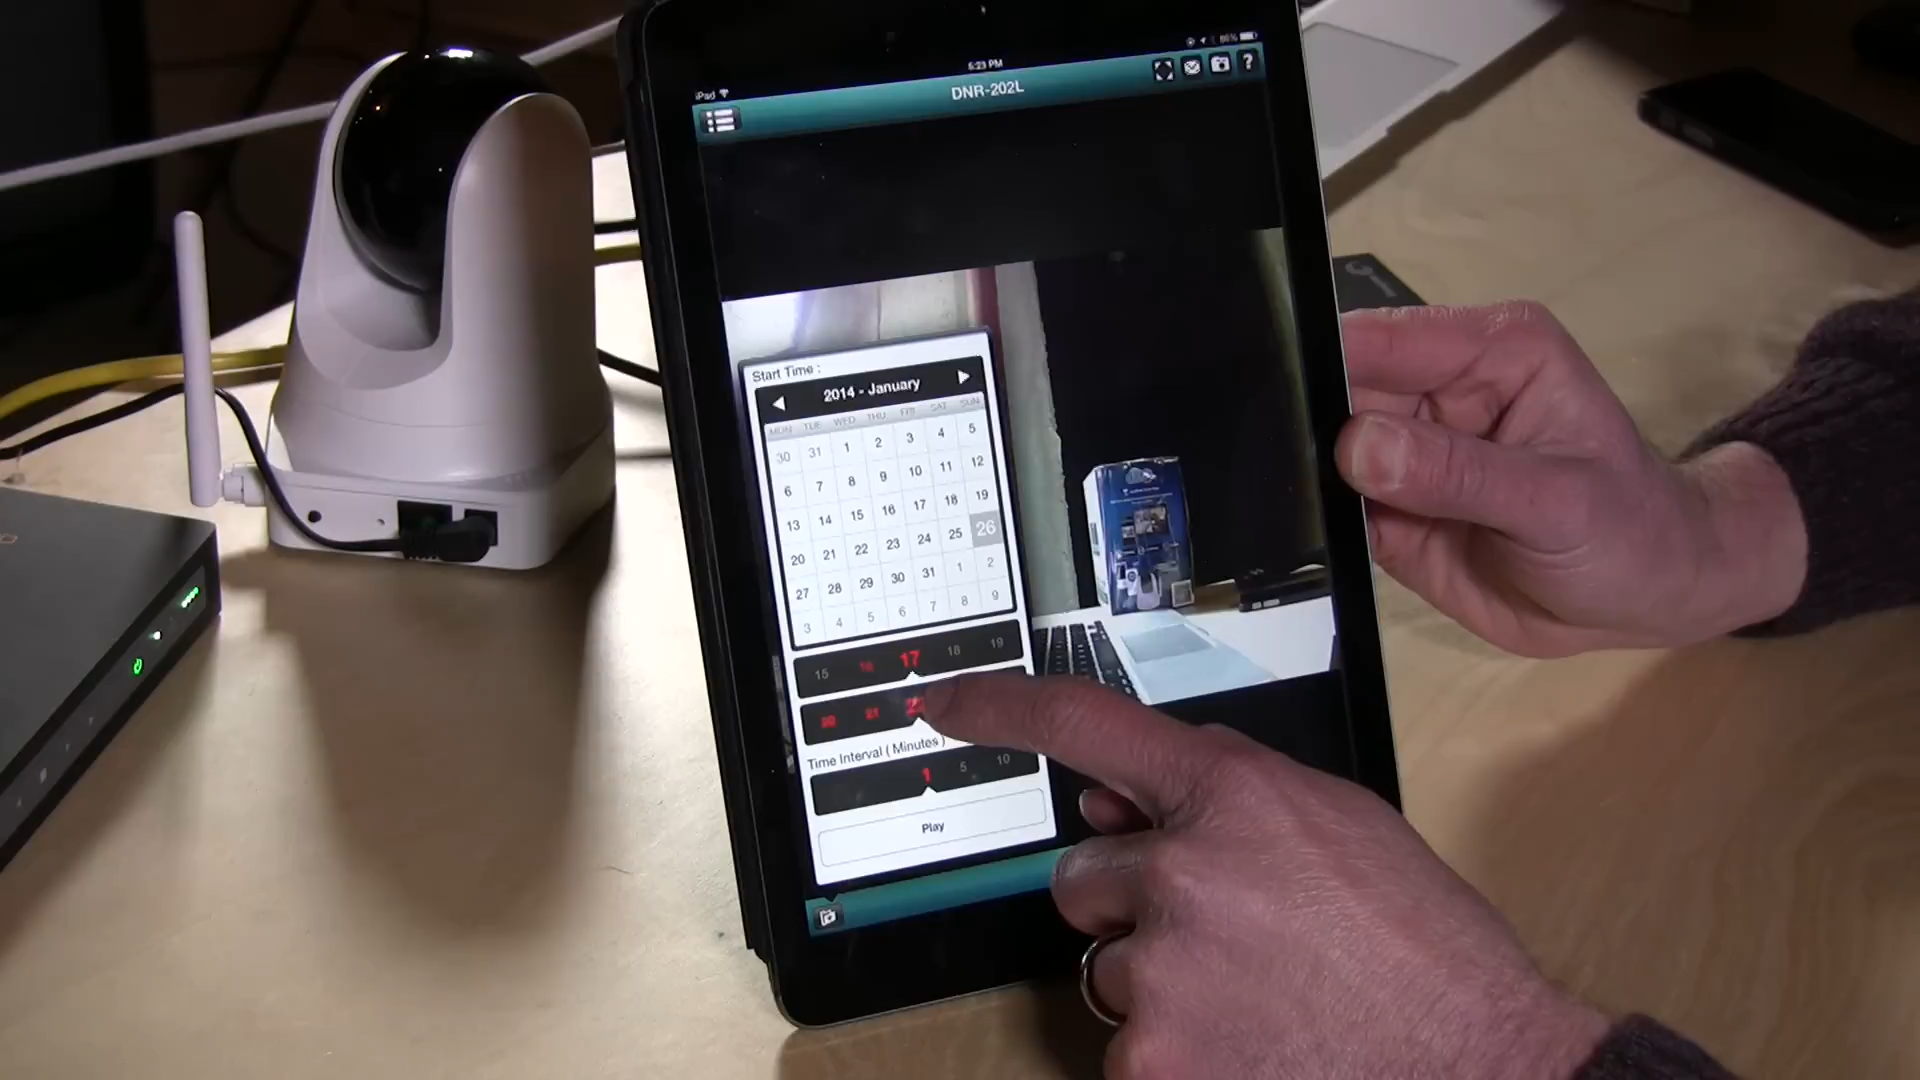 5:23 PM
iPad
86%
DNR-202L
?
Start Time :
2014 - January
MON TUE WED THU FRI SAT SUN
30 31 1 2 3 4 5
6 7 8 9 10 11 12
13 14 15 16 17 18 19
20 21 22 23 24 25 26
27 28 29 30 31 1 2
3 4 5 6 7 8 9
15 16 17 18 19
20 21
Time Interval ( Minutes )
1 5 10
Play